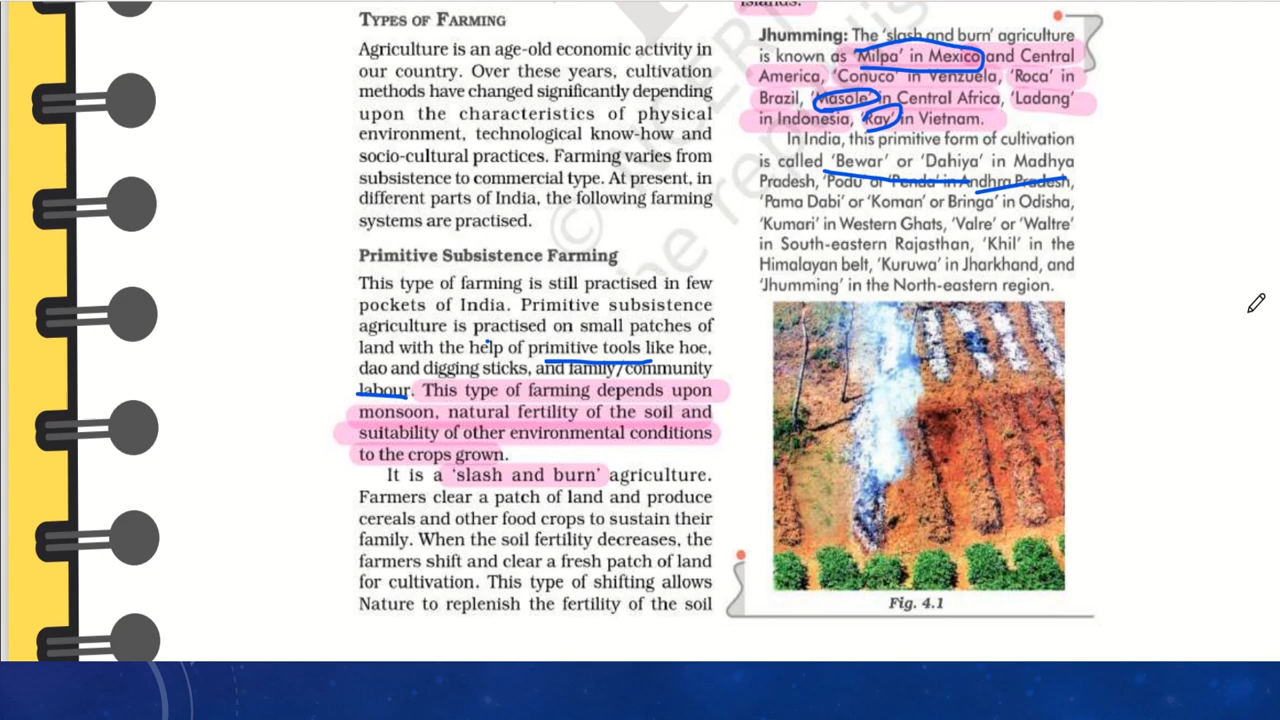 TYPES OF FARMING
Agriculture is an age-old economic activity in
our country. Over these years, cultivation
methods have changed significantly depending
upon the characteristics of physical
environment, technological know-how and
socio-cultural practices. Farming varies from
subsistence to commercial type. At present, in
different parts of India, the following farming
systems are practised.
Primitive Subsistence Farming
This type of farming is still practised in few
pockets of India. Primitive subsistence
agriculture is practised on small patches of
land with the help of primitive tools like hoe,
dao and digging sticks, and family/community
labour. This type of farming depends upon
monsoon, natural fertility of the soil and
suitability of other environmental conditions
to the crops grown.
It is a ‘slash and burn’ agriculture.
Farmers clear a patch of land and produce
cereals and other food crops to sustain their
family. When the soil fertility decreases, the
farmers shift and clear a fresh patch of land
for cultivation. This type of shifting allows
Nature to replenish the fertility of the soil
islands.
Jhumming: The ‘slash and burn’ agriculture
is known as ‘Milpa’ in Mexico and Central
America, ‘Conuco’ in Venzuela, ‘Roca’ in
Brazil, ‘Masole’ in Central Africa, ‘Ladang’
in Indonesia, ‘Ray’ in Vietnam.
In India, this primitive form of cultivation
is called ‘Bewar’ or ‘Dahiya’ in Madhya
Pradesh, ‘Podu’ or ‘Penda’ in Andhra Pradesh,
‘Pama Dabi’ or ‘Koman’ or Bringa’ in Odisha,
‘Kumari’ in Western Ghats, ‘Valre’ or ‘Waltre’
in South-eastern Rajasthan, ‘Khil’ in the
Himalayan belt, ‘Kuruwa’ in Jharkhand, and
‘Jhumming’ in the North-eastern region.
Fig. 4.1